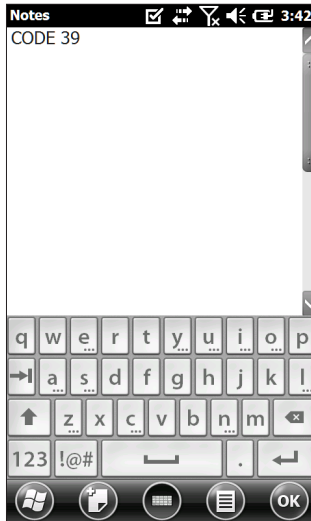 Notes 3:42
CODE 39
q w e r t y u i o p
a s d f g h j k l
z x c v b n m
123 !@# .
OK